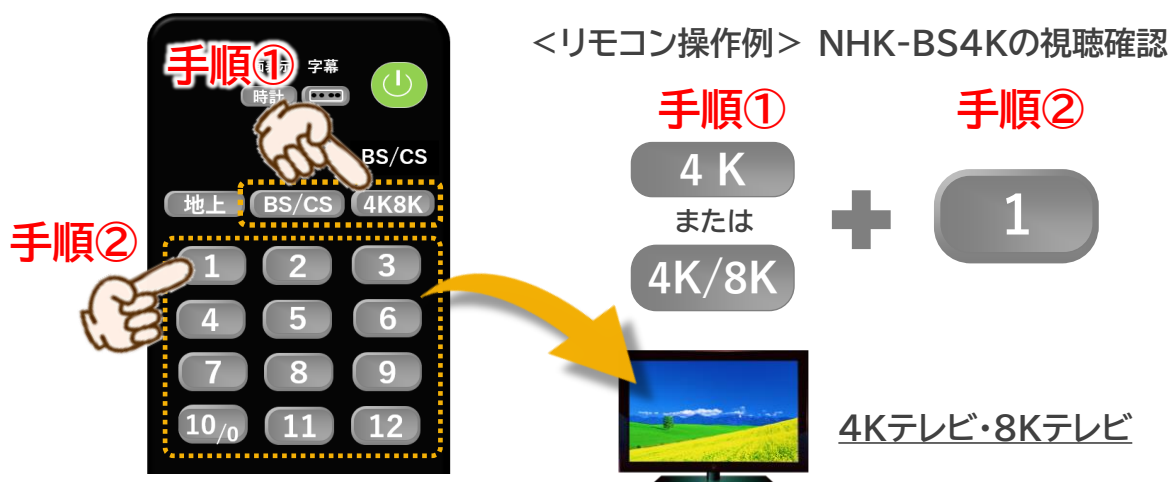 <リモコン操作例> NHK-BS4Kの視聴確認
手順①
字幕
時計
BS/CS
地上
BS/CS
4K8K
手順②
1
2
3
4
5
6
7
8
9
10/0
11
12
手順①
4 K
または
4K/8K
手順②
1
4Kテレビ・8Kテレビ